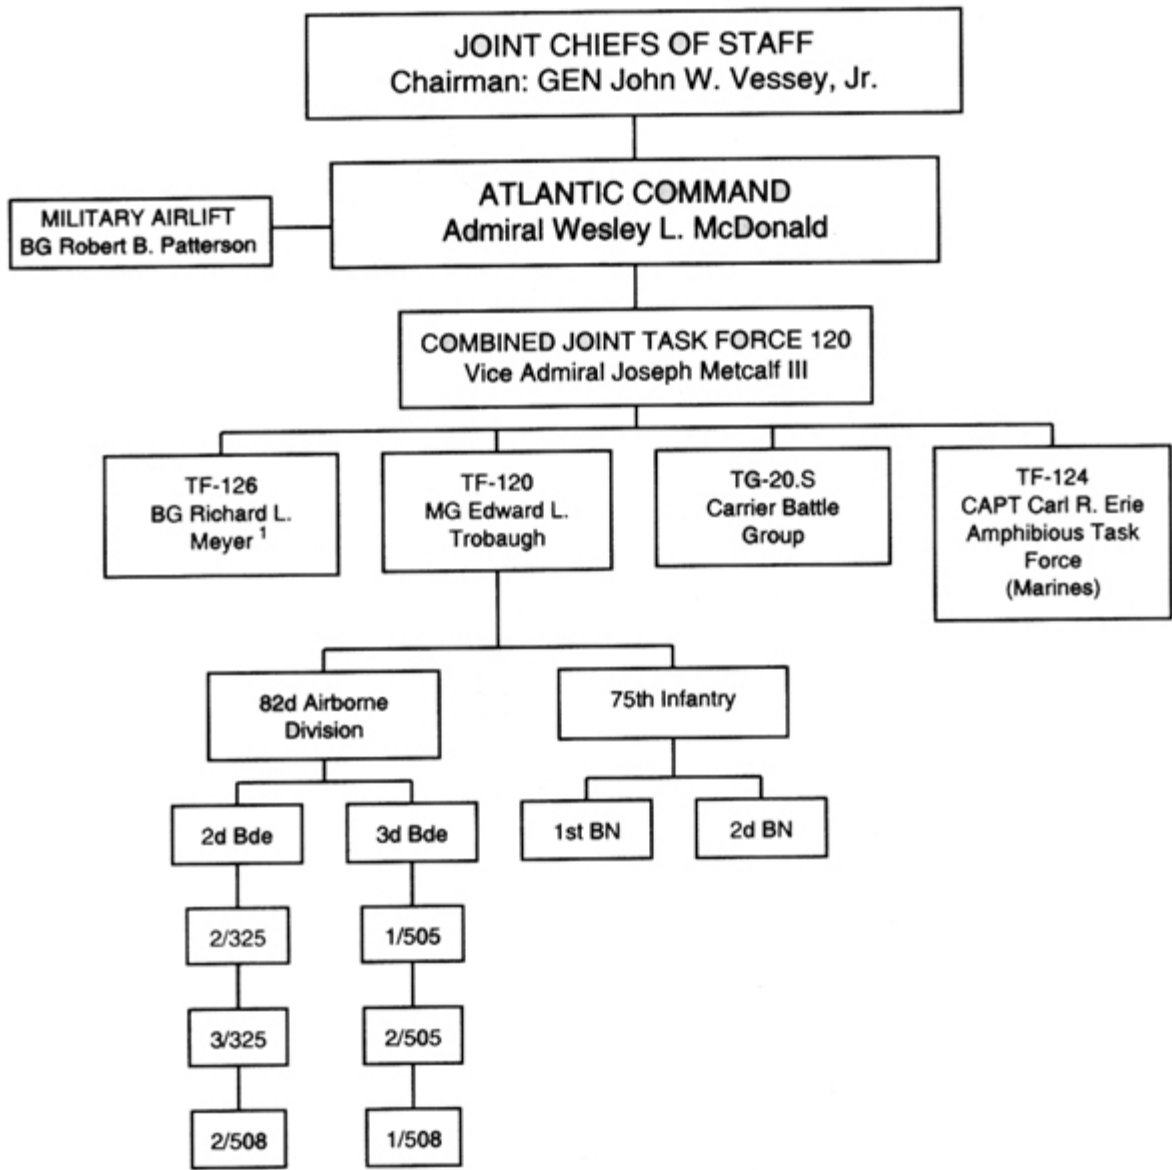 JOINT CHIEFS OF STAFF
Chairman: GEN John W. Vessey, Jr.
ATLANTIC COMMAND
Admiral Wesley L. McDonald
MILITARY AIRLIFT
BG Robert B. Patterson
COMBINED JOINT TASK FORCE 120
Vice Admiral Joseph Metcalf III
TF-126
BG Richard L.
Meyer 1
TF-120
MG Edward L.
Trobaugh
TG-20.S
Carrier Battle
Group
TF-124
CAPT Carl R. Erie
Amphibious Task
Force
(Marines)
82d Airborne
Division
75th Infantry
2d Bde
3d Bde
1st BN
2d BN
2/325
1/505
3/325
2/505
2/508
1/508